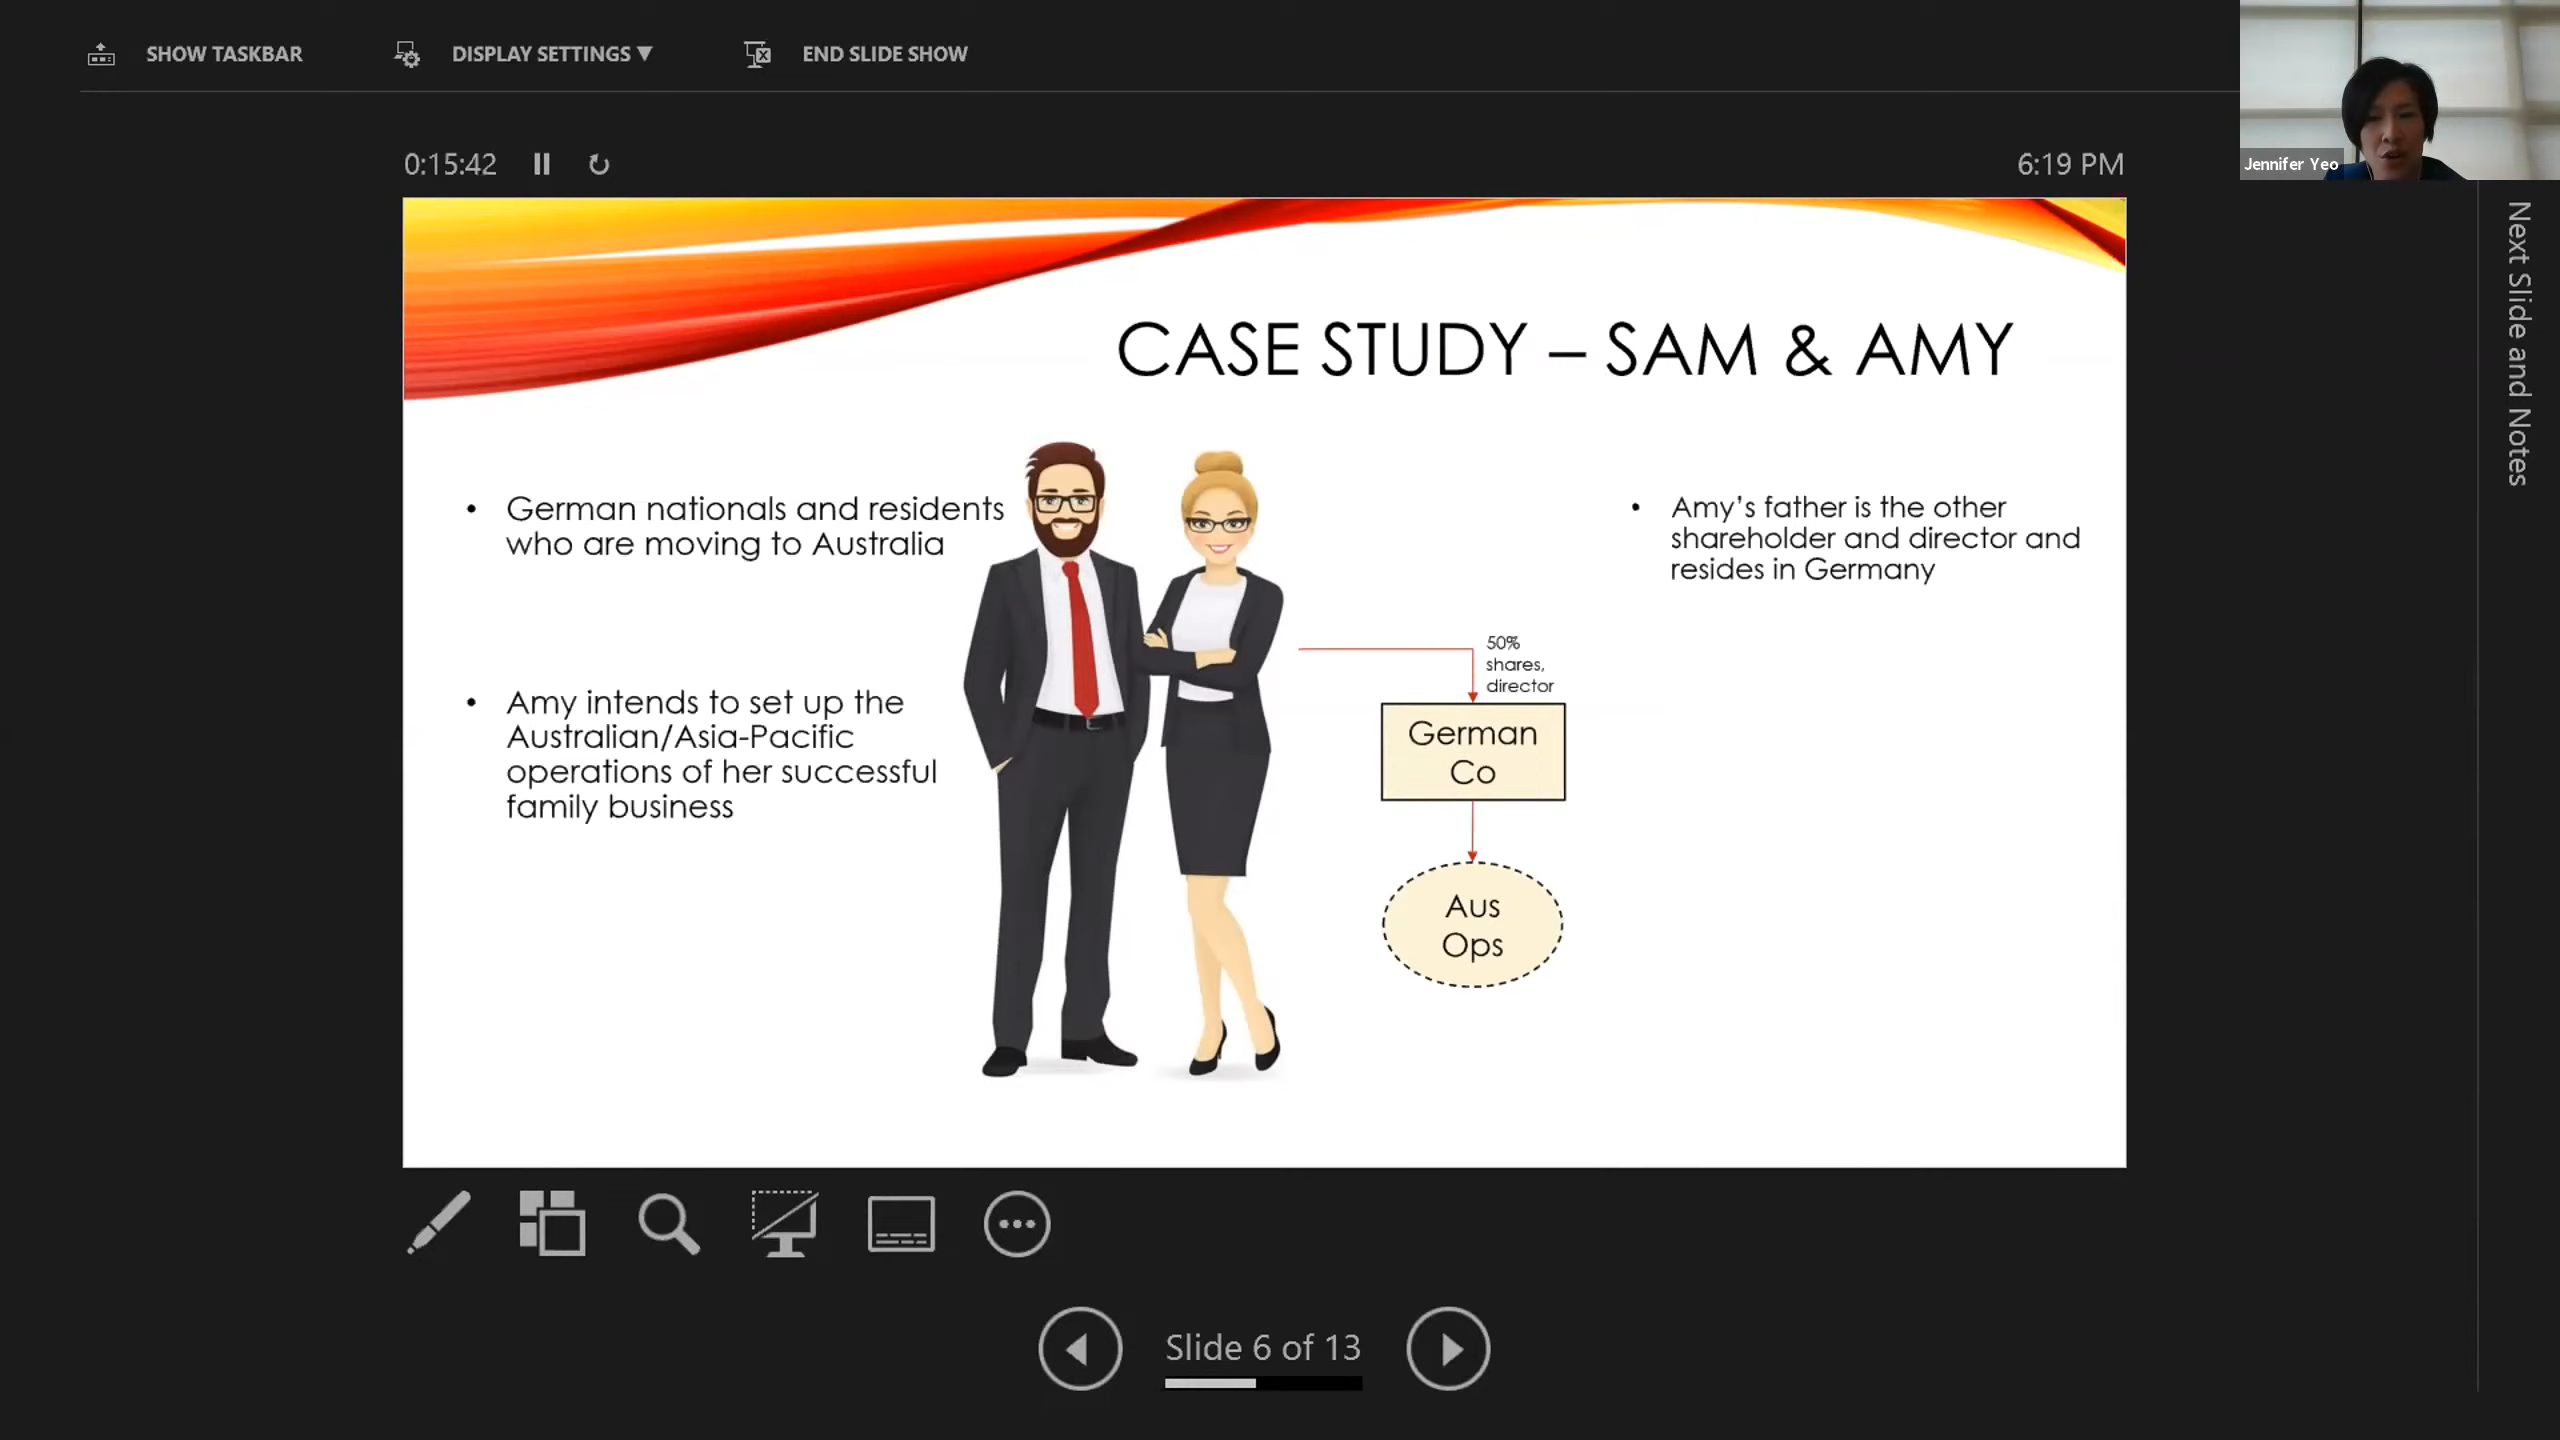 SHOW TASKBAR
DISPLAY SETTINGS ▼
END SLIDE SHOW
Jennifer Yeo
0:15:42
6:19 PM
Next Slide and Notes
CASE STUDY – SAM & AMY
• German nationals and residents
who are moving to Australia
• Amy intends to set up the
Australian/Asia-Pacific
operations of her successful
family business
• Amy’s father is the other
shareholder and director and
resides in Germany
50%
shares,
director
German
Co
Aus
Ops
Slide 6 of 13